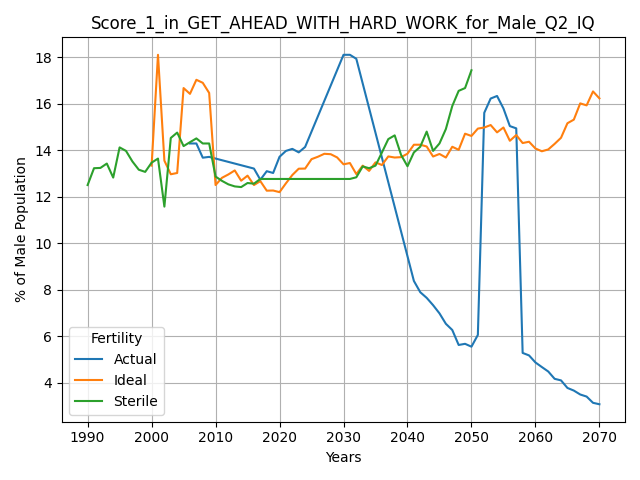 Score_1_in_GET_AHEAD_WITH_HARD_WORK_for_Male_Q2_IQ
% of Male Population
18
16
14
12
10
8
6
4
Fertility
Actual
Ideal
Sterile
1990 2000 2010 2020 2030 2040 2050 2060 2070
Years